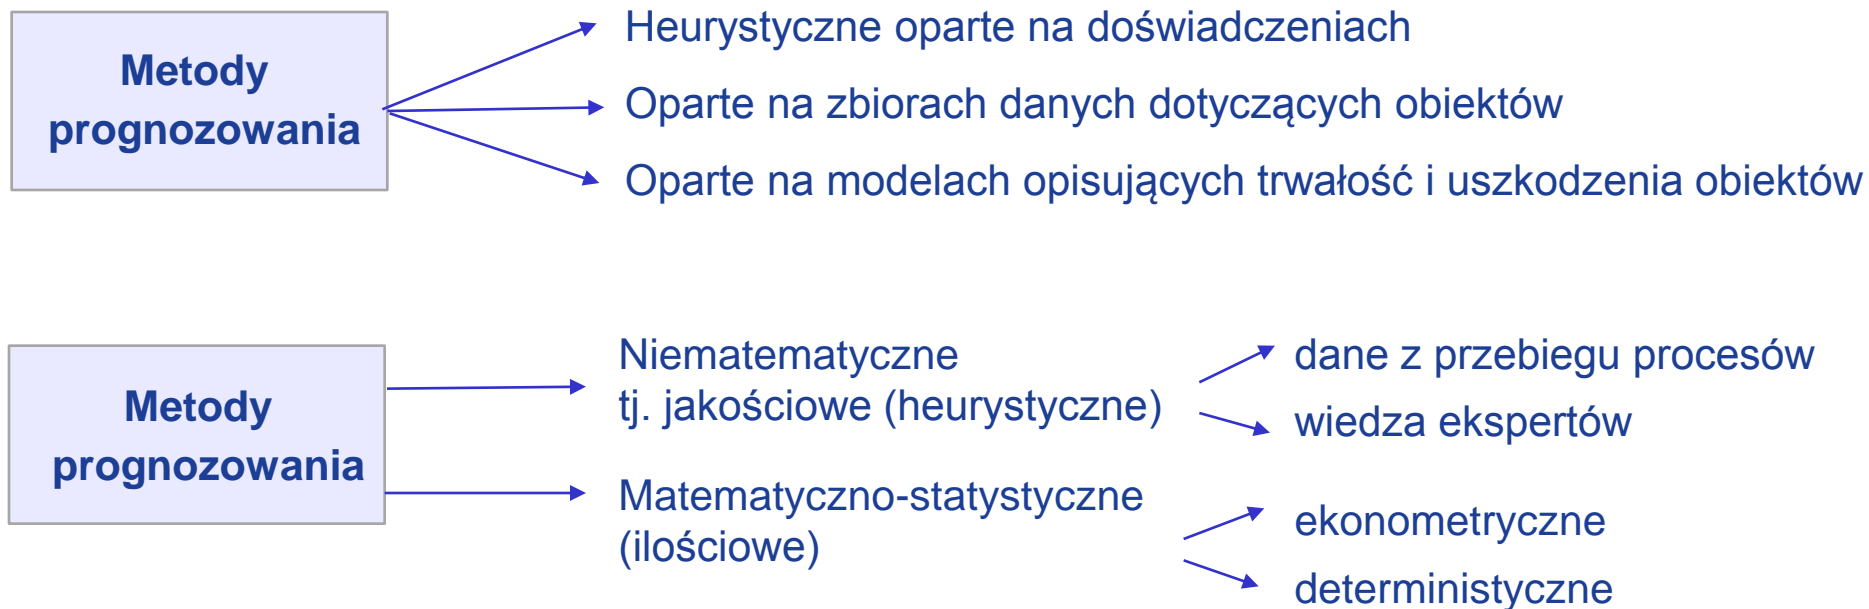 Metody
prognozowania
Heurystyczne oparte na doświadczeniach
Oparte na zbiorach danych dotyczących obiektów
Oparte na modelach opisujących trwałość i uszkodzenia obiektów
Metody
prognozowania
Niematematyczne
tj. jakościowe (heurystyczne)
dane z przebiegu procesów
wiedza ekspertów
Matematyczno-statystyczne
(ilościowe)
ekonometryczne
deterministyczne